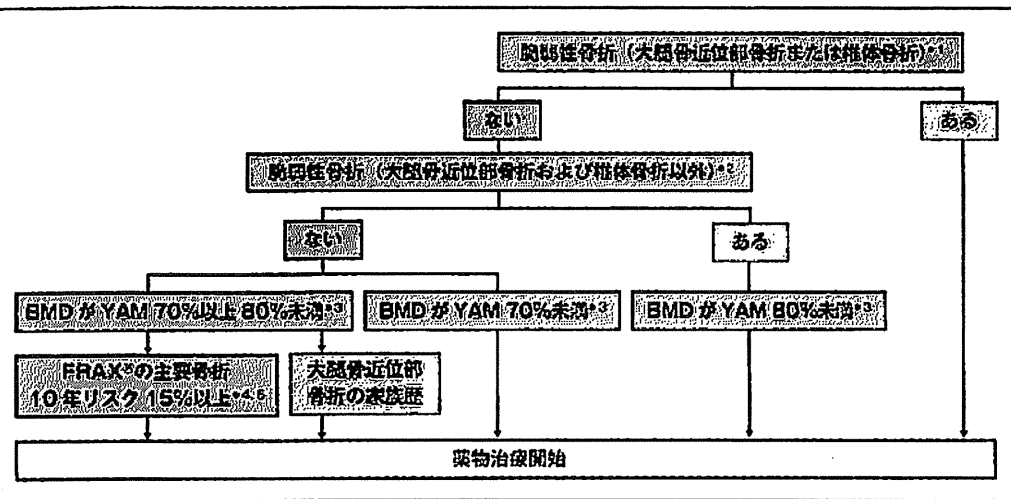 脆弱性骨折（大腿骨近位部骨折または椎体骨折）*1
ない
ある
脆弱性骨折（大腿骨近位部骨折および椎体骨折以外）*2
ない
ある
BMDがYAM 70%以上80%未満*3
BMDがYAM 70%未満*3
BMDがYAM 80%未満*3
FRAX®の主要骨折
10年リスク15%以上*4,5
大腿骨近位部
骨折の家族歴
薬物治療開始